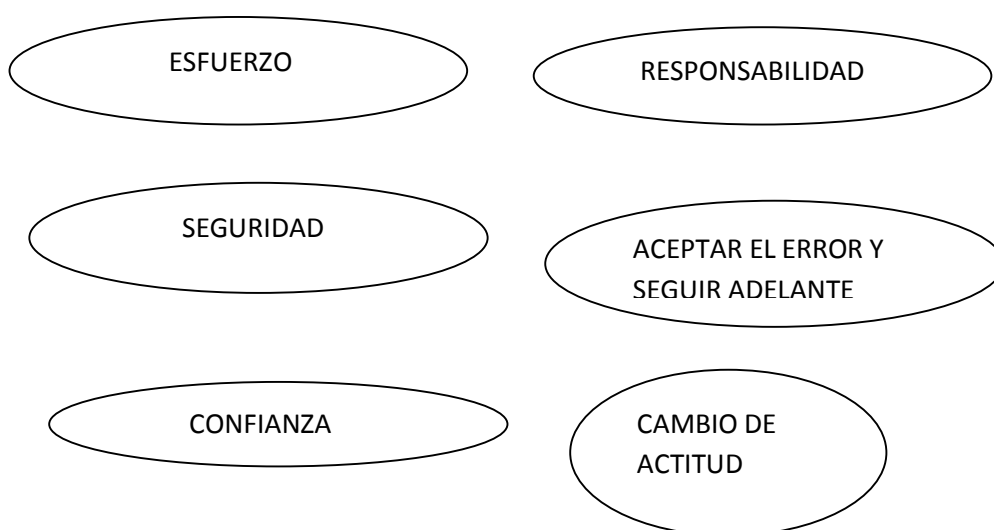 ESFUERZO
RESPONSABILIDAD
SEGURIDAD
ACEPTAR EL ERROR Y
SEGUIR ADELANTE
CONFIANZA
CAMBIO DE
ACTITUD